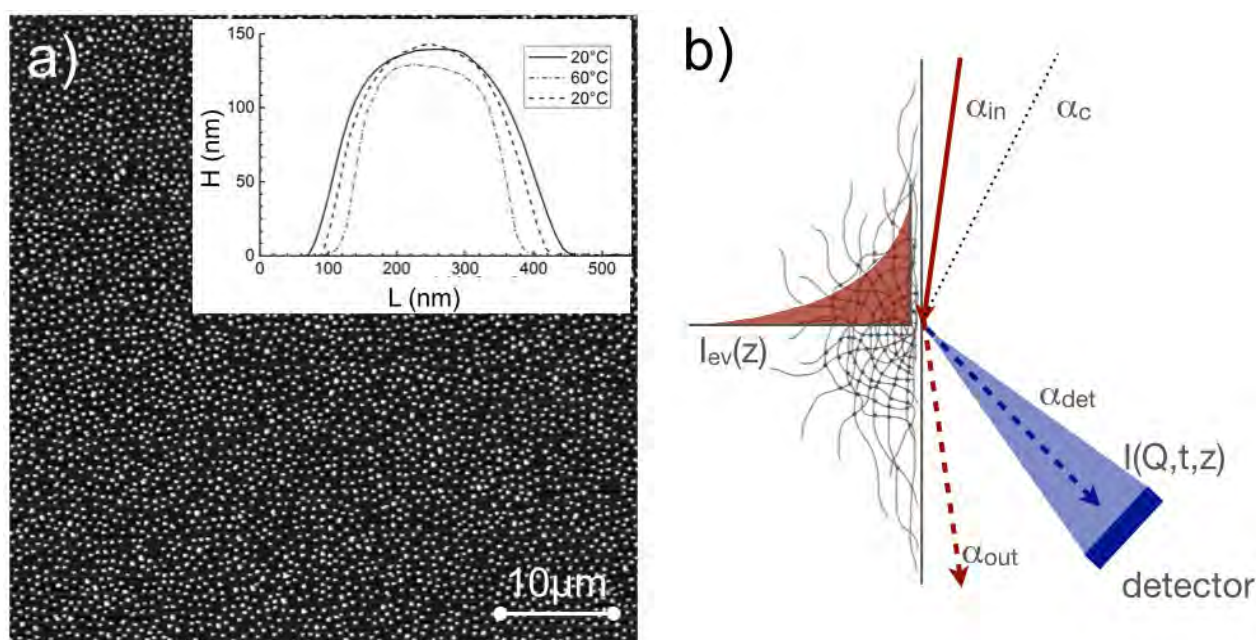 a)
150
100
50
0
H (nm)
20°C
60°C
20°C
0 100 200 300 400 500
L (nm)
10μm
b)
αin
αc
Iev(z)
αdet
I(Q,t,z)
αout
detector